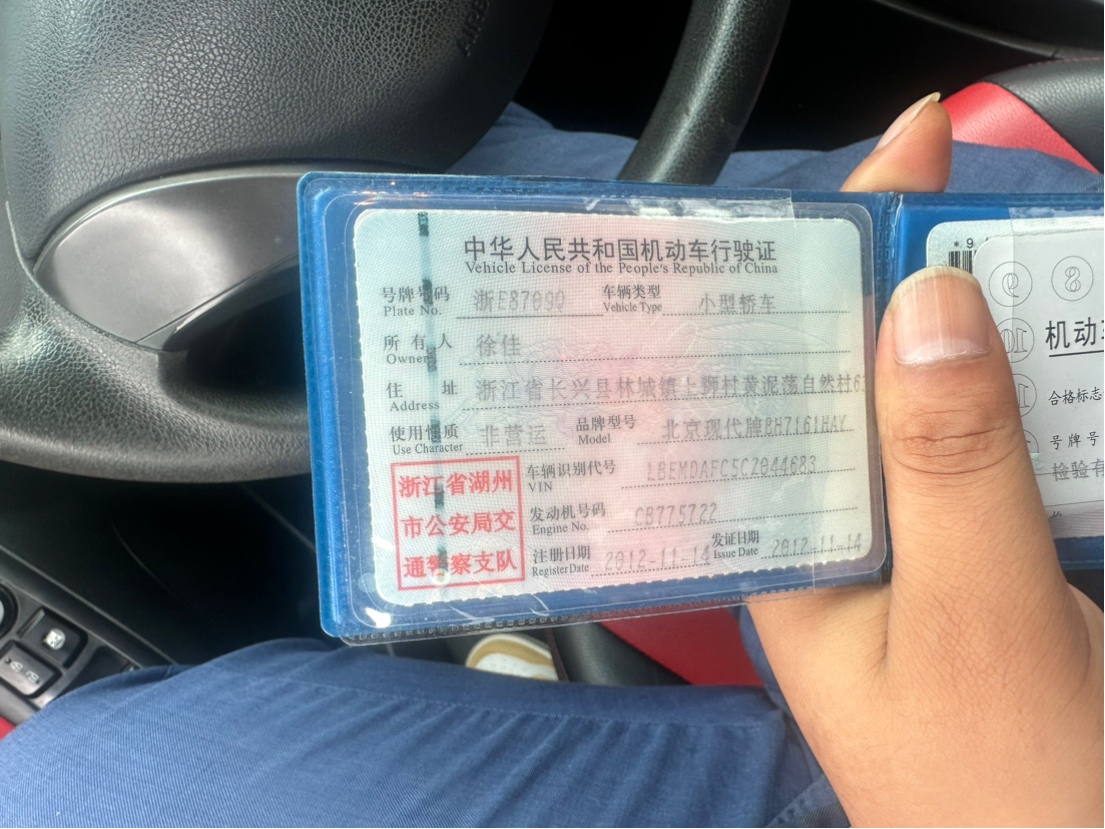 中华人民共和国机动车行驶证
Vehicle License of the People's Republic of China
号牌号码 浙E8709Q 车辆类型 小型轿车
Plate No. Vehicle Type
所有人 徐佳
Owner
住址 浙江省长兴县林城镇上狮村黄泥荡自然村
Address
使用性质 非营运 品牌型号 北京现代牌BH7161HAY
Use Character Model
浙江省湖州
市公安局交
通警察支队
车辆识别代号 LBEMDAFC5CZ044683
VIN
发动机号码 CB775722
Engine No.
注册日期 2012-11-14 发证日期 2012-11-14
Register Date Issue Date
*9
9 8
10
机动
合格标志
号牌号
检验有